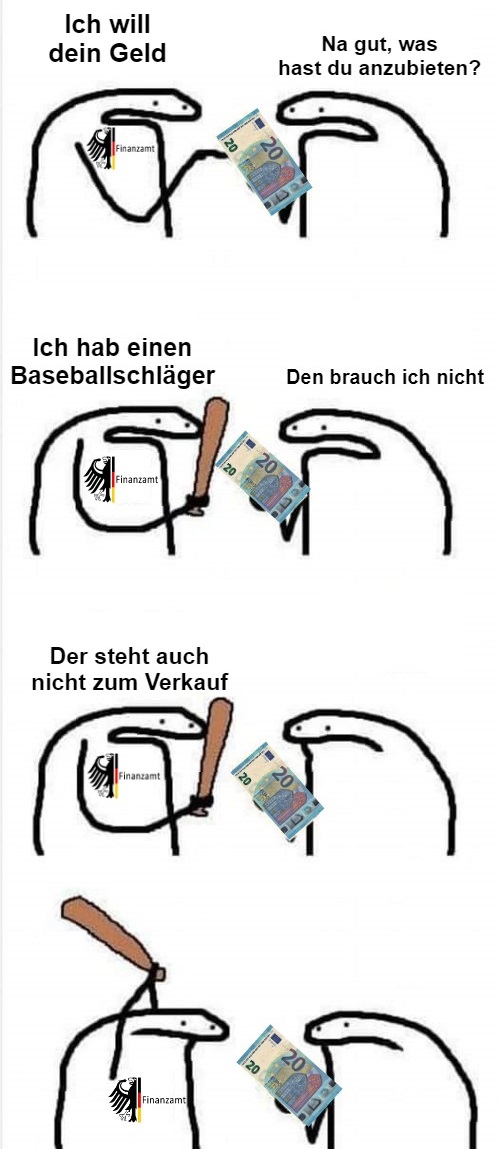 Ich will
dein Geld
Na gut, was
hast du anzubieten?
20
20
Finanzamt
Ich hab einen
Baseballschläger
Den brauch ich nicht
20
20
Finanzamt
Der steht auch
nicht zum Verkauf
20
20
Finanzamt
20
20
Finanzamt